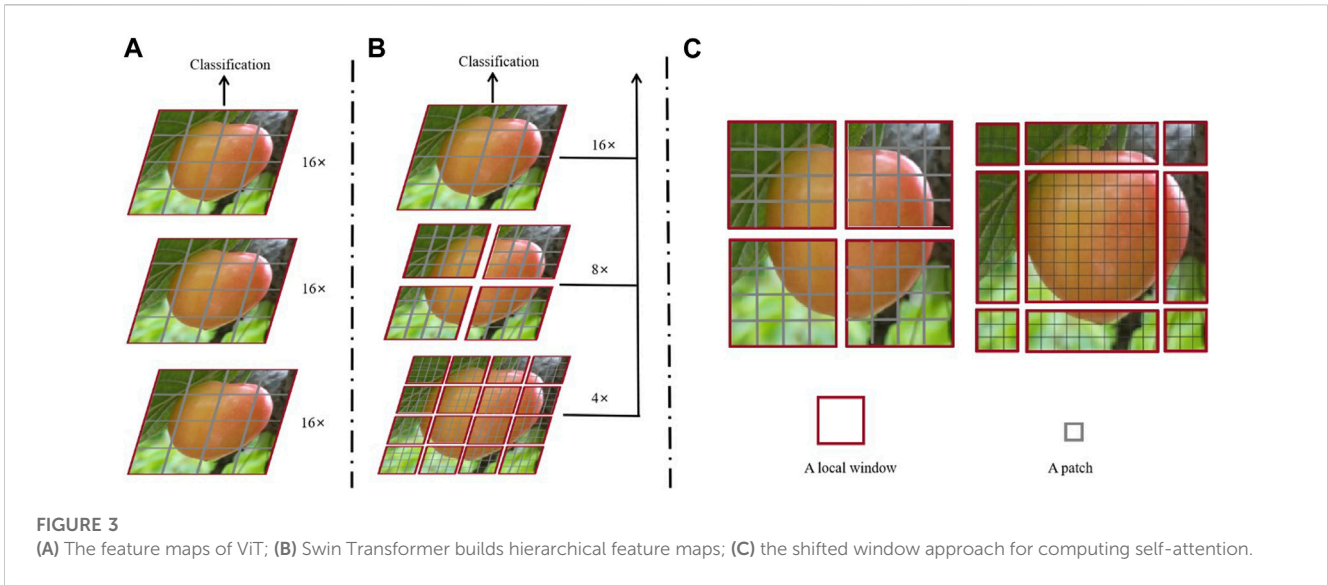 A
Classification
16×
16×
16×
B
Classification
16×
8×
4×
C
A local window
A patch
FIGURE 3
(A) The feature maps of ViT; (B) Swin Transformer builds hierarchical feature maps; (C) the shifted window approach for computing self-attention.